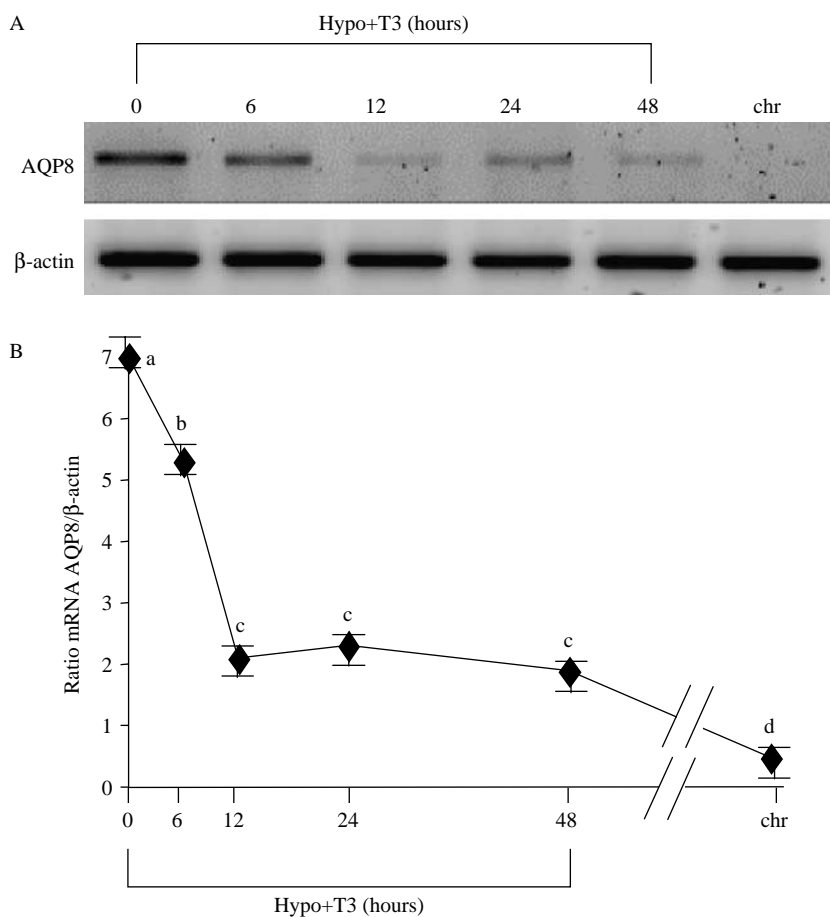 A
Hypo+T3 (hours)
0 6 12 24 48 chr
AQP8
β-actin
B
7 a
b
6
5
4
3
c c c
2
1
d
0
Ratio mRNA AQP8/β-actin
0 6 12 24 48 chr
Hypo+T3 (hours)